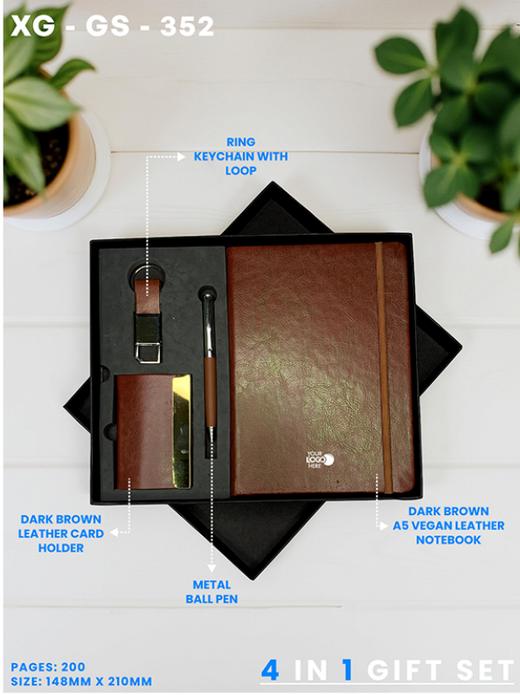 XG - GS - 352
RING
KEYCHAIN WITH
LOOP
YOUR
LOGO
HERE
DARK BROWN
LEATHER CARD
HOLDER
DARK BROWN
A5 VEGAN LEATHER
NOTEBOOK
METAL
BALL PEN
PAGES: 200
SIZE: 148MM X 210MM
4 IN 1 GIFT SET